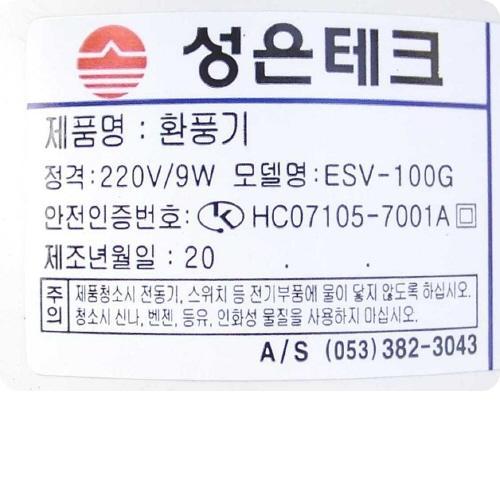 성은테크
제품명 : 환풍기
정격:220V/9W 모델명:ESV-100G
안전인증번호: HC07105-7001A
제조년월일 : 20 . .
주의
제품청소시 전동기, 스위치 등 전기부품에 물이 닿지 않도록 하십시오.
청소시 신나, 벤젠, 등유, 인화성 물질을 사용하지 마십시오.
A/S (053) 382-3043